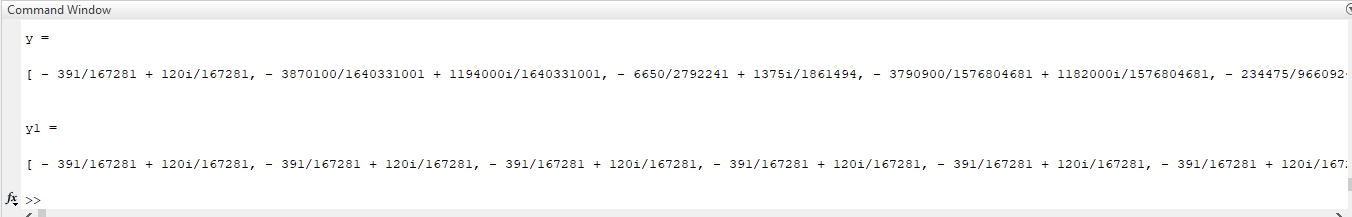 Command Window
y =
[ - 391/167281 + 120i/167281, - 3870100/1640331001 + 1194000i/1640331001, - 6650/2792241 + 1375i/1861494, - 3790900/1576804681 + 1182000i/1576804681, - 234475/966092
y1 =
[ - 391/167281 + 120i/167281, - 391/167281 + 120i/167281, - 391/167281 + 120i/167281, - 391/167281 + 120i/167281, - 391/167281 + 120i/167281, - 391/167281 + 120i/167
fx >>